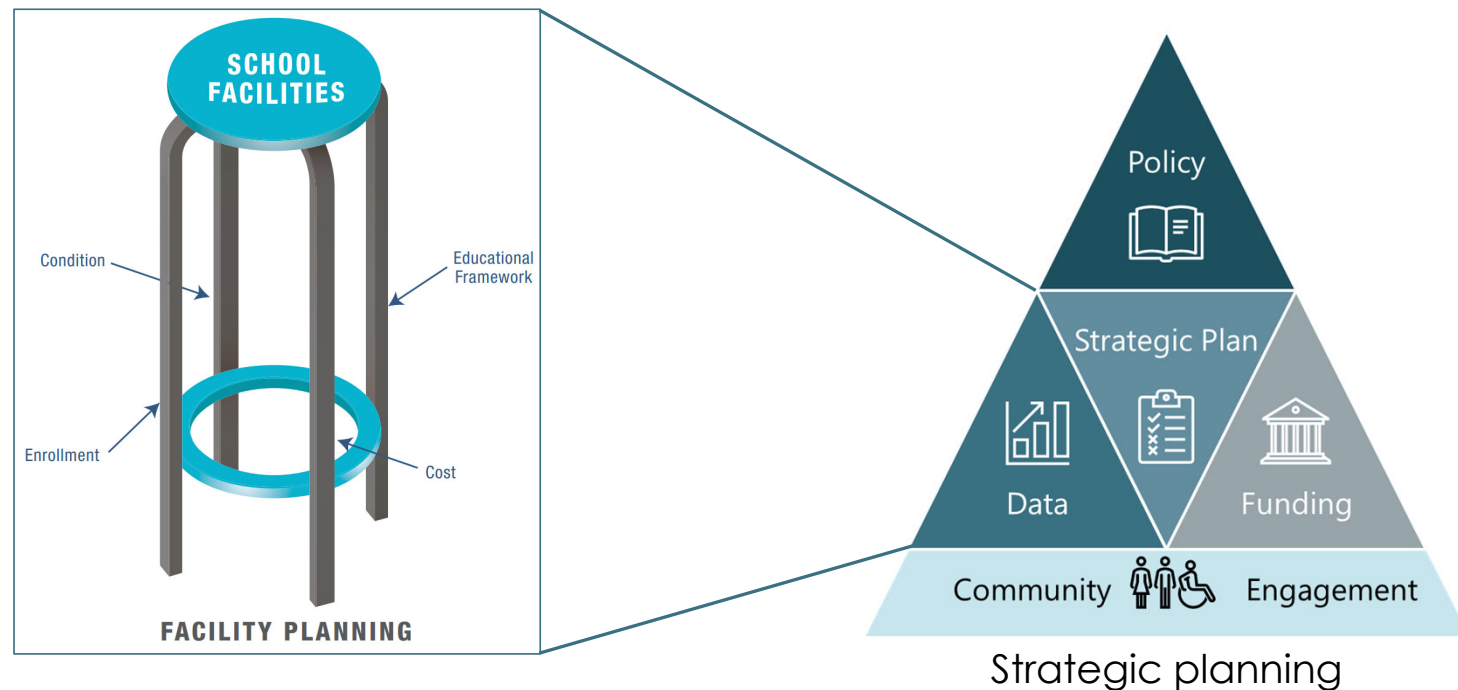 SCHOOL
FACILITIES
Condition
Educational
Framework
Enrollment
Cost
FACILITY PLANNING
Policy
Strategic Plan
Data
Funding
Community Engagement
Strategic planning